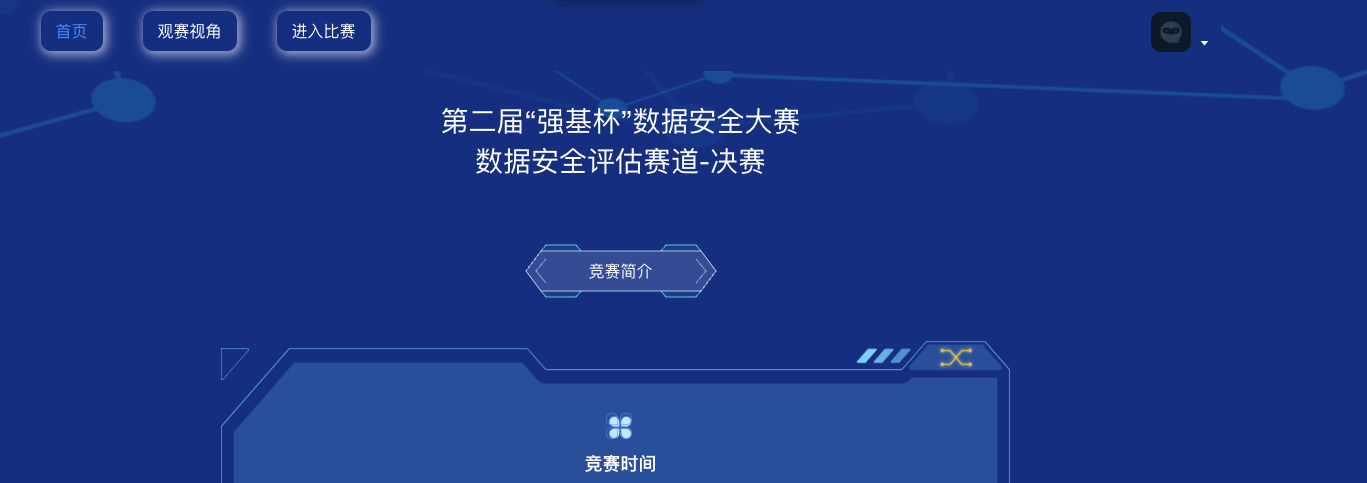 首页
观赛视角
进入比赛
第二届“强基杯”数据安全大赛
数据安全评估赛道-决赛
竞赛简介
竞赛时间